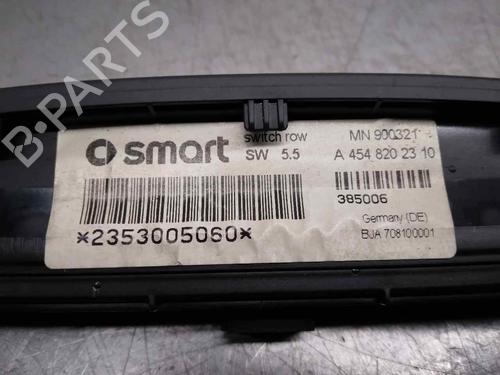 B-PARTS
smart
switch row
SW 5.5
MN 900321
A 454 820 23 10
*2353005060*
385006
Germany (DE)
BJA 708100001